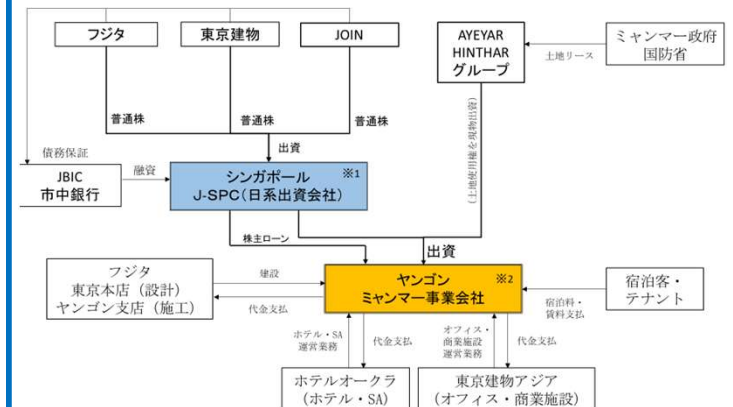 フジタ
東京建物
JOIN
AYEYAR
HINTHAR
グループ
土地リース
ミャンマー政府
国防省
普通株
普通株
普通株
出資
(土地使用権を現物出資)
債務保証
JBIC
市中銀行
融資
シンガポール ※1
J-SPC(日系出資会社)
株主ローン
出資
フジタ
東京本店（設計）
ヤンゴン支店（施工）
建設
代金支払
ヤンゴン ※2
ミャンマー事業会社
宿泊料・
賃料支払
宿泊客・
テナント
ホテル・SA
運営業務
代金支払
オフィス・
商業施設
運営業務
代金支払
ホテルオークラ
(ホテル・SA)
東京建物アジア
(オフィス・商業施設)